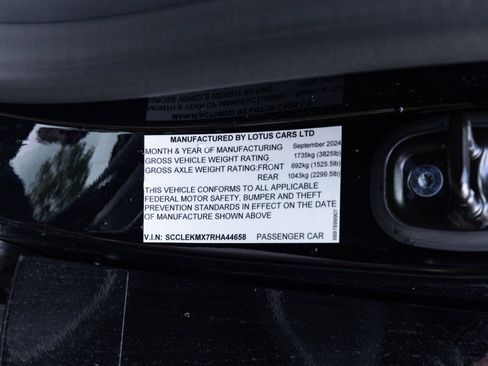 MANUFACTURED BY LOTUS CARS LTD
MONTH & YEAR OF MANUFACTURING September 2024
GROSS VEHICLE WEIGHT RATING 1735kg (3825lb)
GROSS AXLE WEIGHT RATING:FRONT 692kg (1525.5lb)
REAR 1043kg (2299.5lb)
THIS VEHICLE CONFORMS TO ALL APPLICABLE
FEDERAL MOTOR SAFETY, BUMPER AND THEFT
PREVENTION STANDARDS IN EFFECT ON THE DATE
OF MANUFACTURE SHOWN ABOVE
V.I.N: SCCLEKMX7RHA44658 PASSENGER CAR